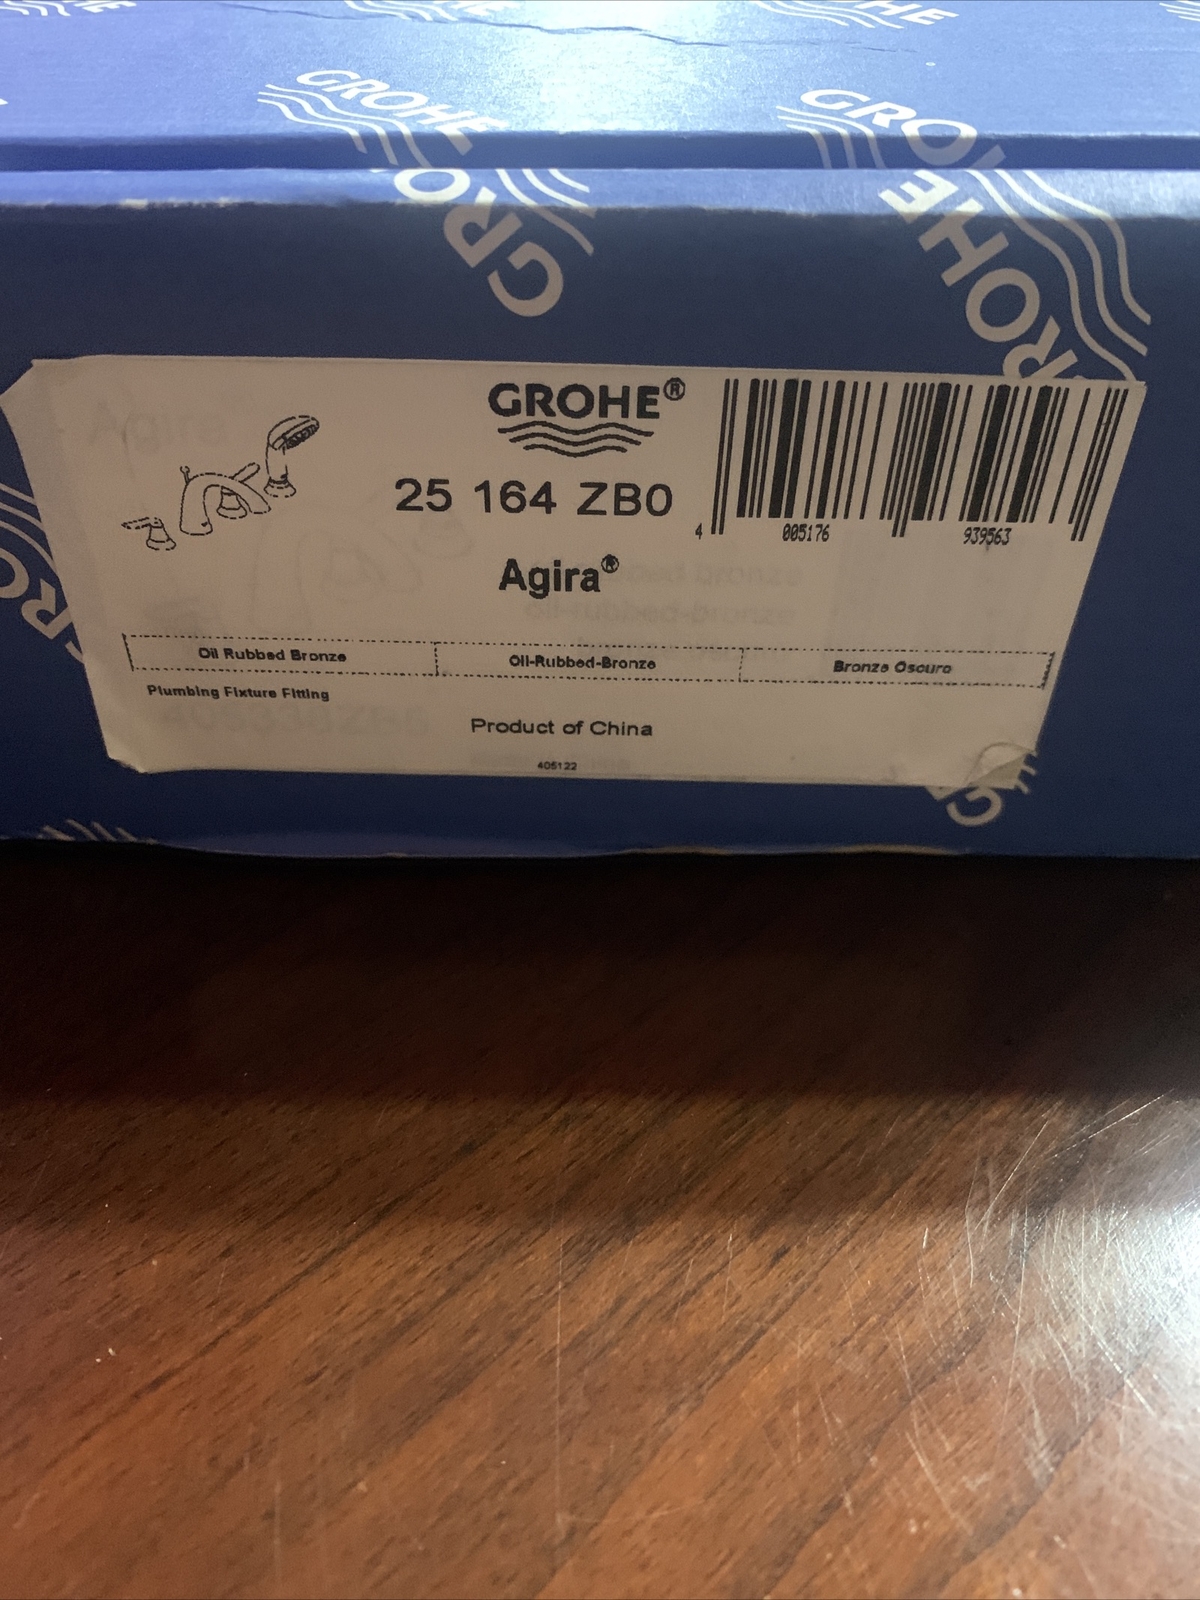 GROHE
GROHE
GROHE
GROHE
GROHE®
25 164 ZB0
4 005176 939563
Agira®
Oil Rubbed Bronze
Oil-Rubbed-Bronze
Bronze Oscuro
Plumbing Fixture Fitting
Product of China
405122